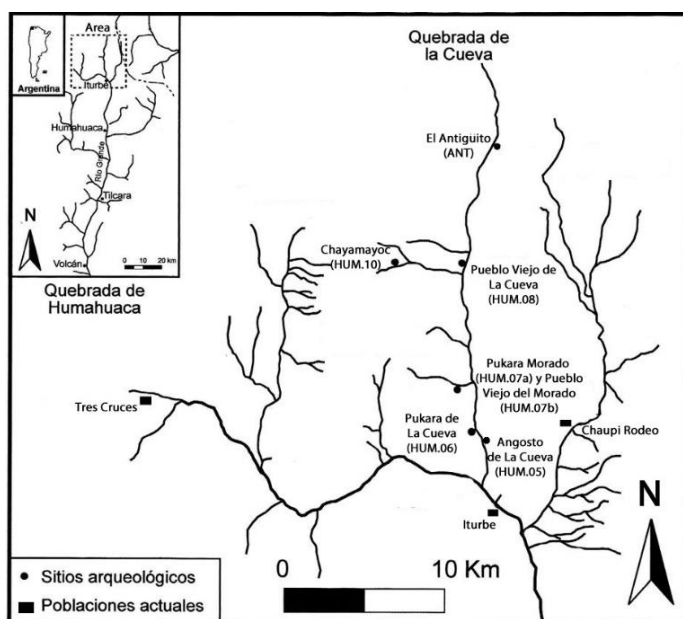 Area
Argentina
Iturbe
Humahuaca
Río Grande
Tilcara
N
Volcán
0 10 20 km
Quebrada de
Humahuaca
Quebrada de
la Cueva
El Antigüito
(ANT)
Chayamayoc
(HUM.10)
Pueblo Viejo de
La Cueva
(HUM.08)
Pukara Morado
(HUM.07a) y Pueblo
Viejo del Morado
(HUM.07b)
Tres Cruces
Pukara de
La Cueva
(HUM.06)
Chaupi Rodeo
Angosto
de La Cueva
(HUM.05)
Iturbe
N
0 10 Km
Sitios arqueológicos
Poblaciones actuales